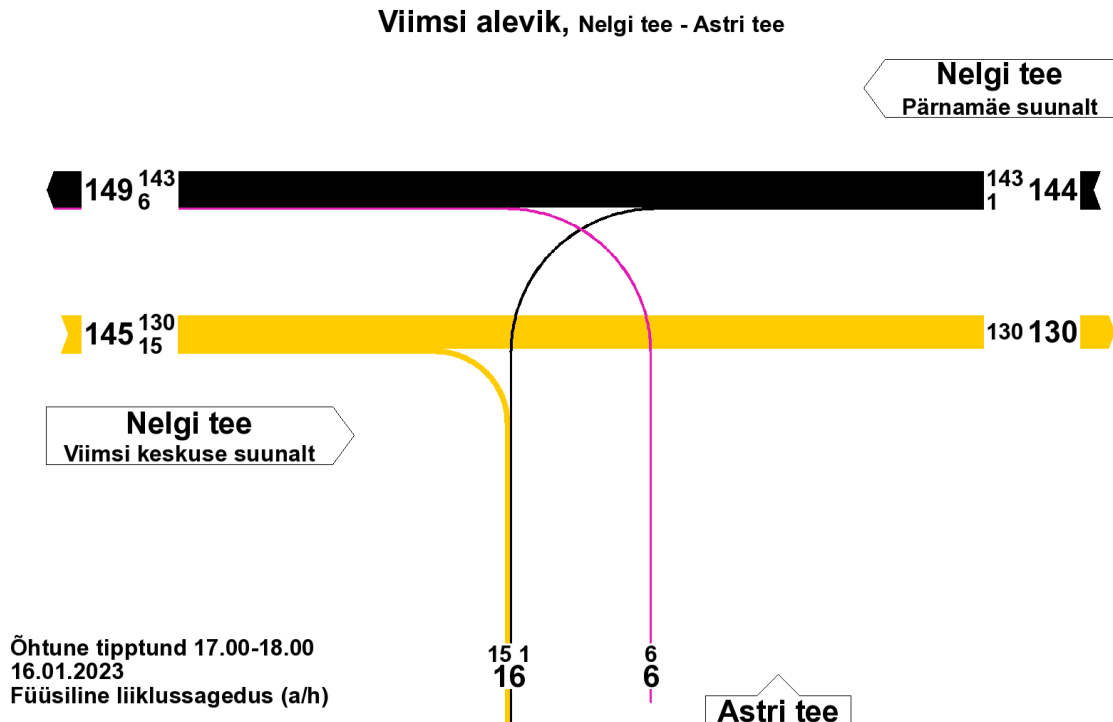 Viimsi alevik, Nelgi tee - Astri tee
Nelgi tee
Pärnamäe suunalt
149 143
6
143 144
1
145 130
15
130 130
Nelgi tee
Viimsi keskuse suunalt
Õhtune tipptund 17.00-18.00
16.01.2023
Füüsiline liiklussagedus (a/h)
15 1
16
6
6
Astri tee